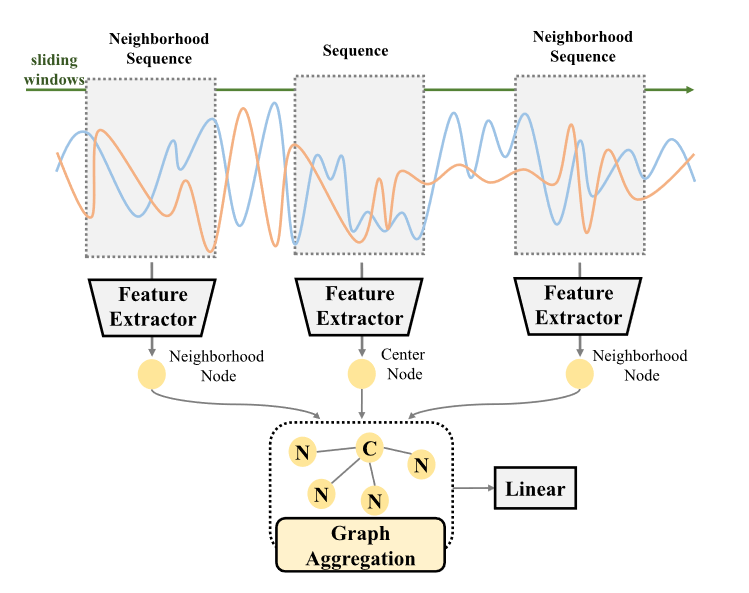 Neighborhood
Sequence
Sequence
Neighborhood
Sequence
sliding
windows
Feature
Extractor
Feature
Extractor
Feature
Extractor
Neighborhood
Node
Center
Node
Neighborhood
Node
N
C
N
N
N
Linear
Graph
Aggregation